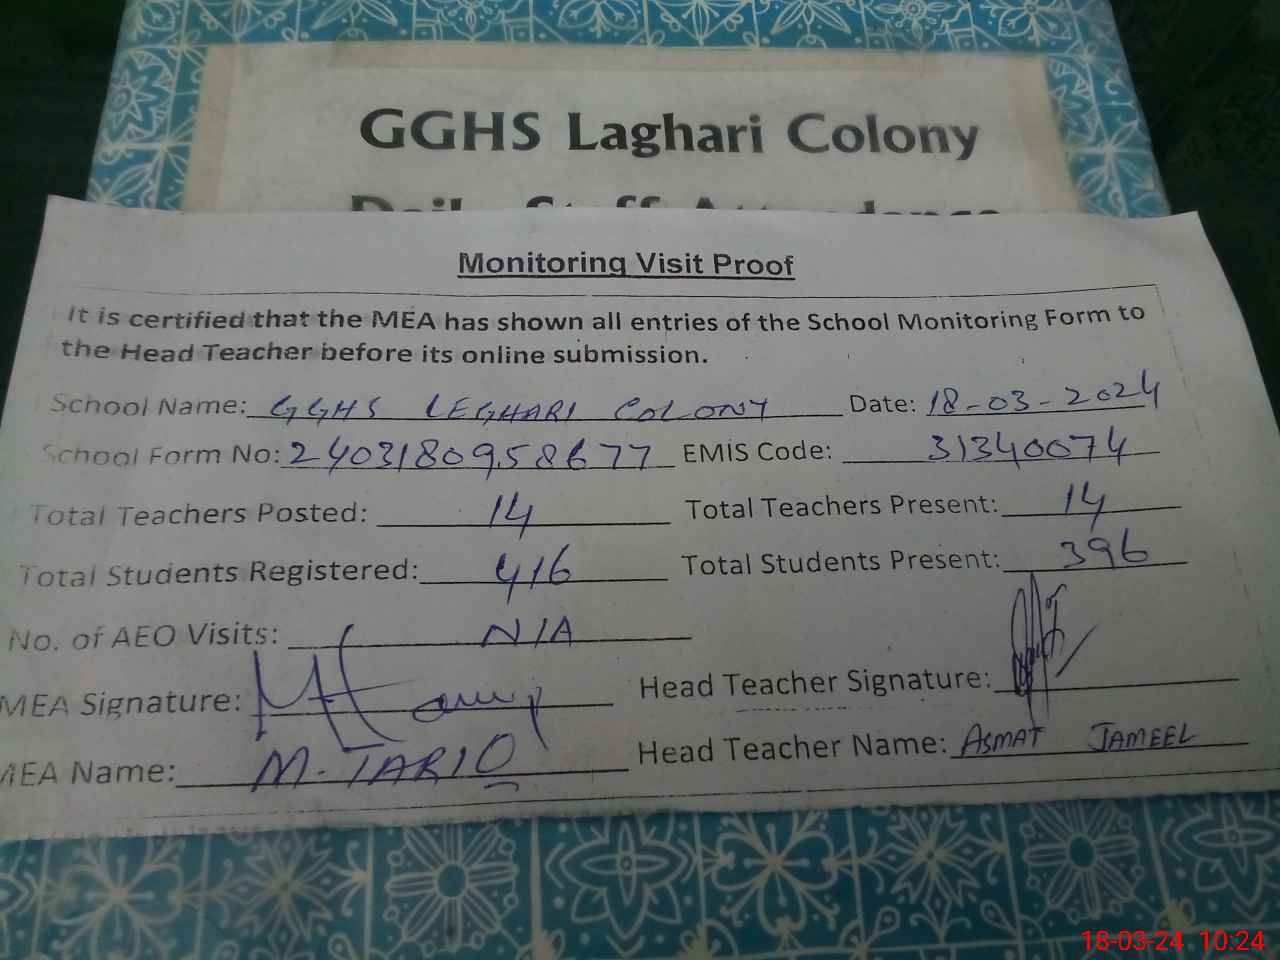 GGHS Laghari Colony
Daily Staff Attendance
Monitoring Visit Proof
It is certified that the MEA has shown all entries of the School Monitoring Form to
the Head Teacher before its online submission.
School Name: GGHS LEGHARI COLONY Date: 18-03-2024
School Form No: 2403180958677 EMIS Code: 31340074
Total Teachers Posted: 14 Total Teachers Present: 14
Total Students Registered: 416 Total Students Present: 396
No. of AEO Visits: N/A
MEA Signature: Head Teacher Signature:
MEA Name: M. TARIQ Head Teacher Name: ASMAT JAMEEL
18-03-24 10:24